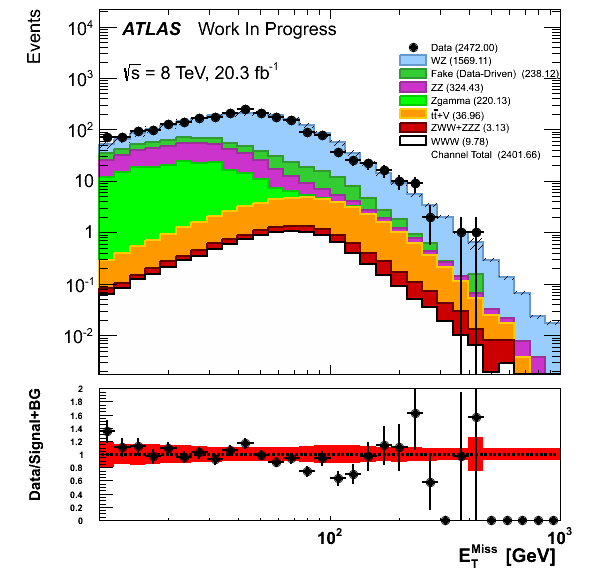 Events
10⁴
10³
10²
10
1
10⁻¹
10⁻²
ATLAS Work In Progress
√s = 8 TeV, 20.3 fb⁻¹
Data (2472.00)
WZ (1569.11)
Fake (Data-Driven) (238.12)
ZZ (324.43)
Zgamma (220.13)
tt̄+V (36.96)
ZWW+ZZZ (3.13)
WWW (9.78)
Channel Total (2401.66)
Data/Signal+BG
2
1.8
1.6
1.4
1.2
1
0.8
0.6
0.4
0.2
0
10² 10³
E_T^Miss [GeV]